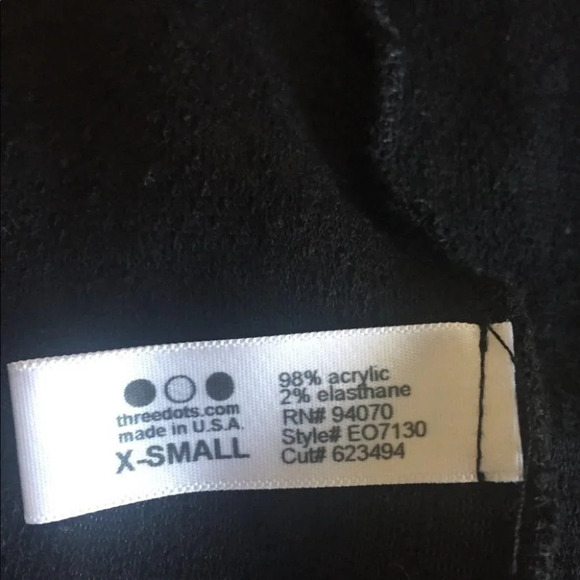 threedots.com
made in U.S.A.
X-SMALL
98% acrylic
2% elasthane
RN# 94070
Style# EO7130
Cut# 623494